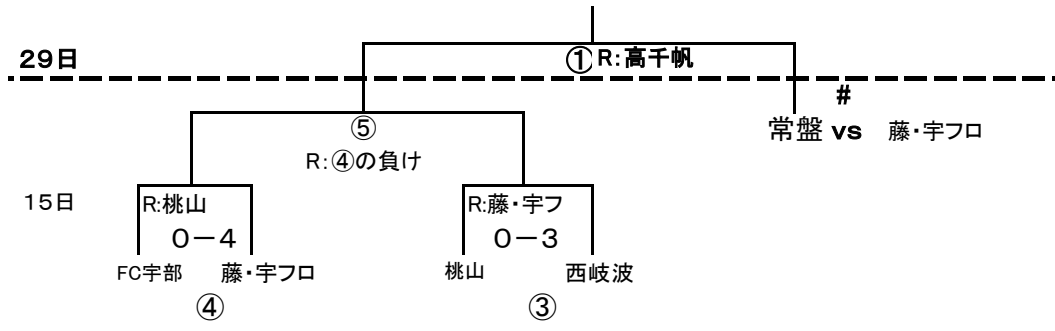 29日
① R:高千帆
#
常盤 vs 藤・宇フロ
⑤
R:④の負け
15日
R:桃山
R:藤・宇フ
0－4
0－3
FC宇部 藤・宇フロ
桃山 西岐波
④
③